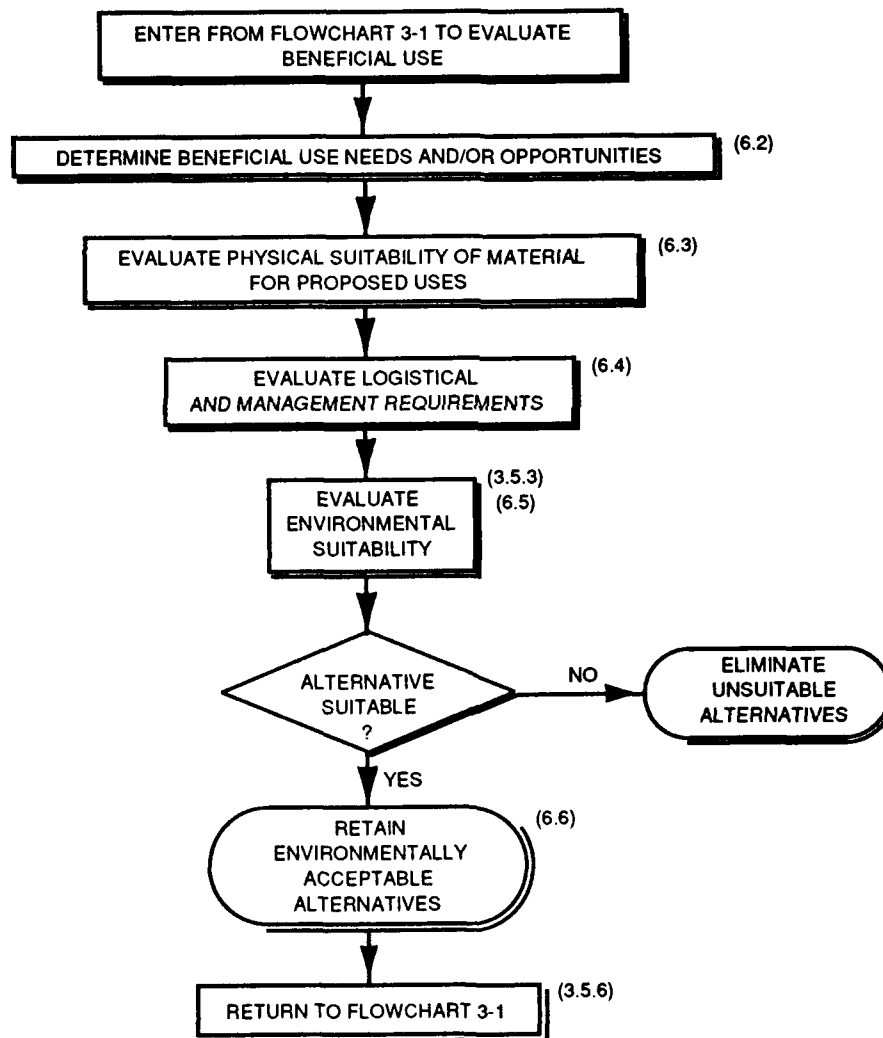 ENTER FROM FLOWCHART 3-1 TO EVALUATE
BENEFICIAL USE
DETERMINE BENEFICIAL USE NEEDS AND/OR OPPORTUNITIES
(6.2)
EVALUATE PHYSICAL SUITABILITY OF MATERIAL
FOR PROPOSED USES
(6.3)
EVALUATE LOGISTICAL
AND MANAGEMENT REQUIREMENTS
(6.4)
EVALUATE
ENVIRONMENTAL
SUITABILITY
(3.5.3)
(6.5)
ALTERNATIVE
SUITABLE
?
NO
ELIMINATE
UNSUITABLE
ALTERNATIVES
YES
RETAIN
ENVIRONMENTALLY
ACCEPTABLE
ALTERNATIVES
(6.6)
RETURN TO FLOWCHART 3-1
(3.5.6)